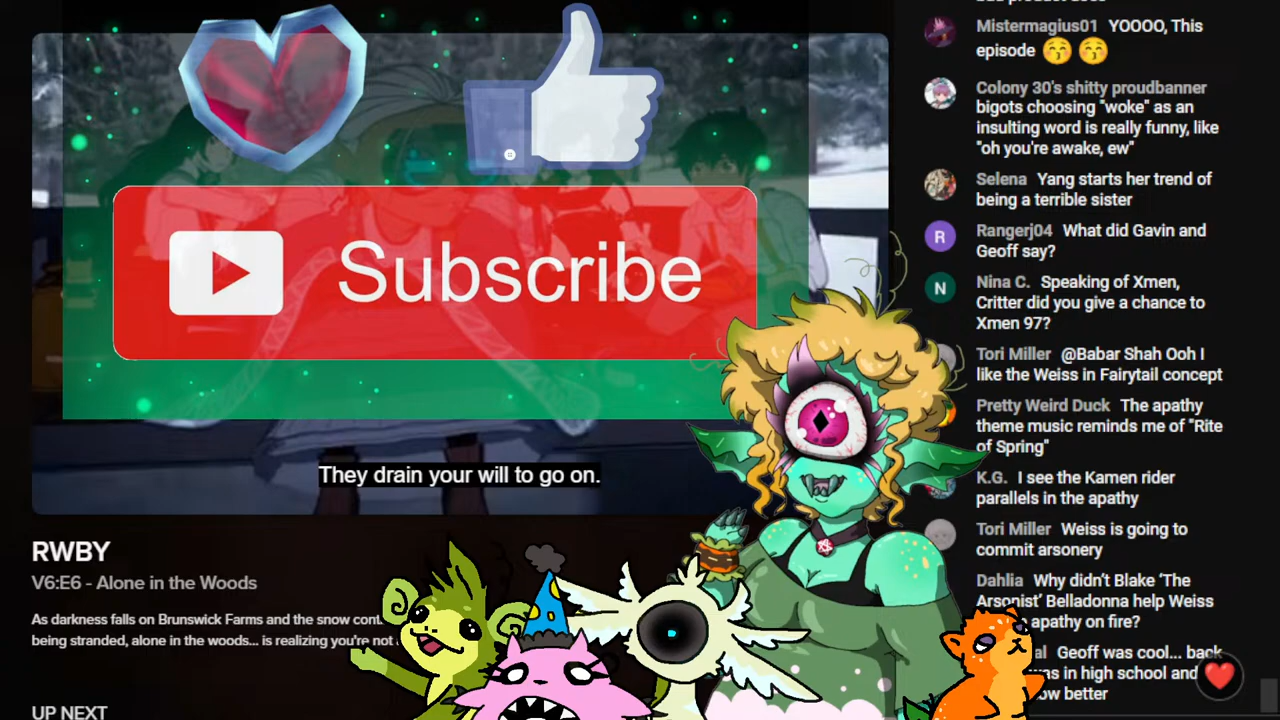 Subscribe
They drain your will to go on.
RWBY
V6:E6 - Alone in the Woods
As darkness falls on Brunswick Farms and the snow cont
being stranded, alone in the woods... is realizing you're not
UP NEXT
Mistermagius01 YOOOO, This
episode 😚 😚
Colony 30's shitty proudbanner
bigots choosing "woke" as an
insulting word is really funny, like
"oh you're awake, ew"
Selena Yang starts her trend of
being a terrible sister
R
Rangerj04 What did Gavin and
Geoff say?
N
Nina C. Speaking of Xmen,
Critter did you give a chance to
Xmen 97?
Tori Miller @Babar Shah Ooh I
like the Weiss in Fairytail concept
Pretty Weird Duck The apathy
theme music reminds me of "Rite
of Spring"
K.G. I see the Kamen rider
parallels in the apathy
Tori Miller Weiss is going to
commit arsonery
Dahlia Why didn't Blake 'The
Arsonist' Belladonna help Weiss
apathy on fire?
Geoff was cool... back
in high school and
better